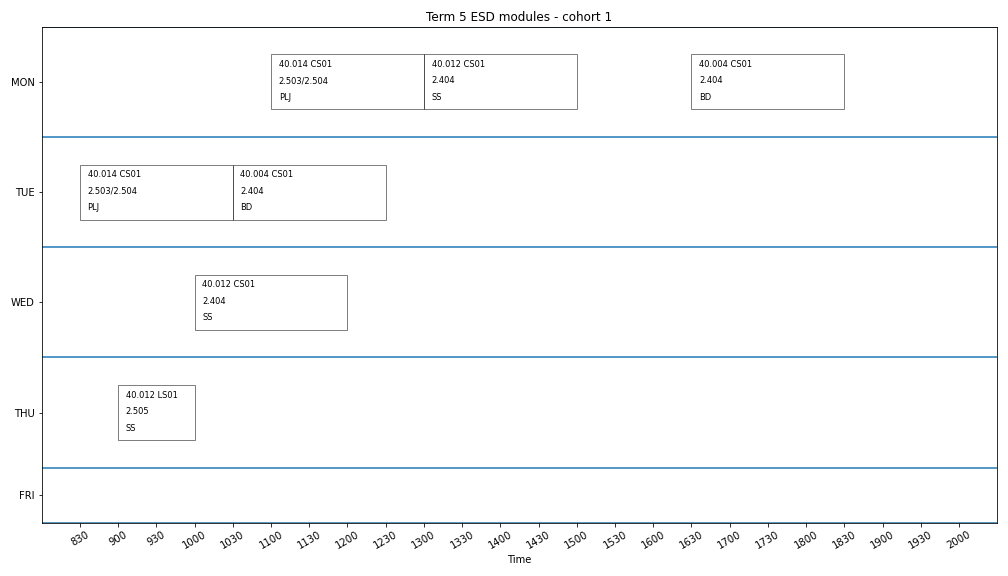 Term 5 ESD modules - cohort 1
MON
40.014 CS01
2.503/2.504
PLJ
40.012 CS01
2.404
SS
40.004 CS01
2.404
BD
TUE
40.014 CS01
2.503/2.504
PLJ
40.004 CS01
2.404
BD
WED
40.012 CS01
2.404
SS
THU
40.012 LS01
2.505
SS
FRI
830 900 930 1000 1030 1100 1130 1200 1230 1300 1330 1400 1430 1500 1530 1600 1630 1700 1730 1800 1830 1900 1930 2000
Time